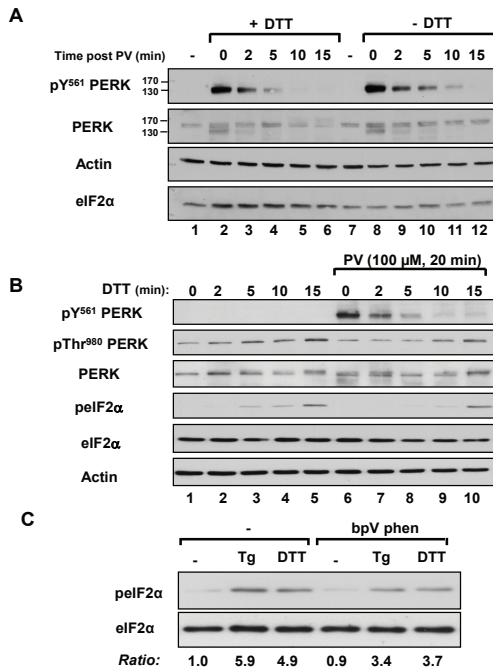 A
+ DTT - DTT
Time post PV (min) - 0 2 5 10 15 - 0 2 5 10 15
pY561 PERK 170 130 170 130
PERK 170 130
Actin
eIF2α
1 2 3 4 5 6 7 8 9 10 11 12
B
PV (100 µM, 20 min)
DTT (min): 0 2 5 10 15 0 2 5 10 15
pY561 PERK
pThr980 PERK
PERK
peIF2α
eIF2α
Actin
1 2 3 4 5 6 7 8 9 10
C
- bpV phen
- Tg DTT - Tg DTT
peIF2α
eIF2α
Ratio: 1.0 5.9 4.9 0.9 3.4 3.7